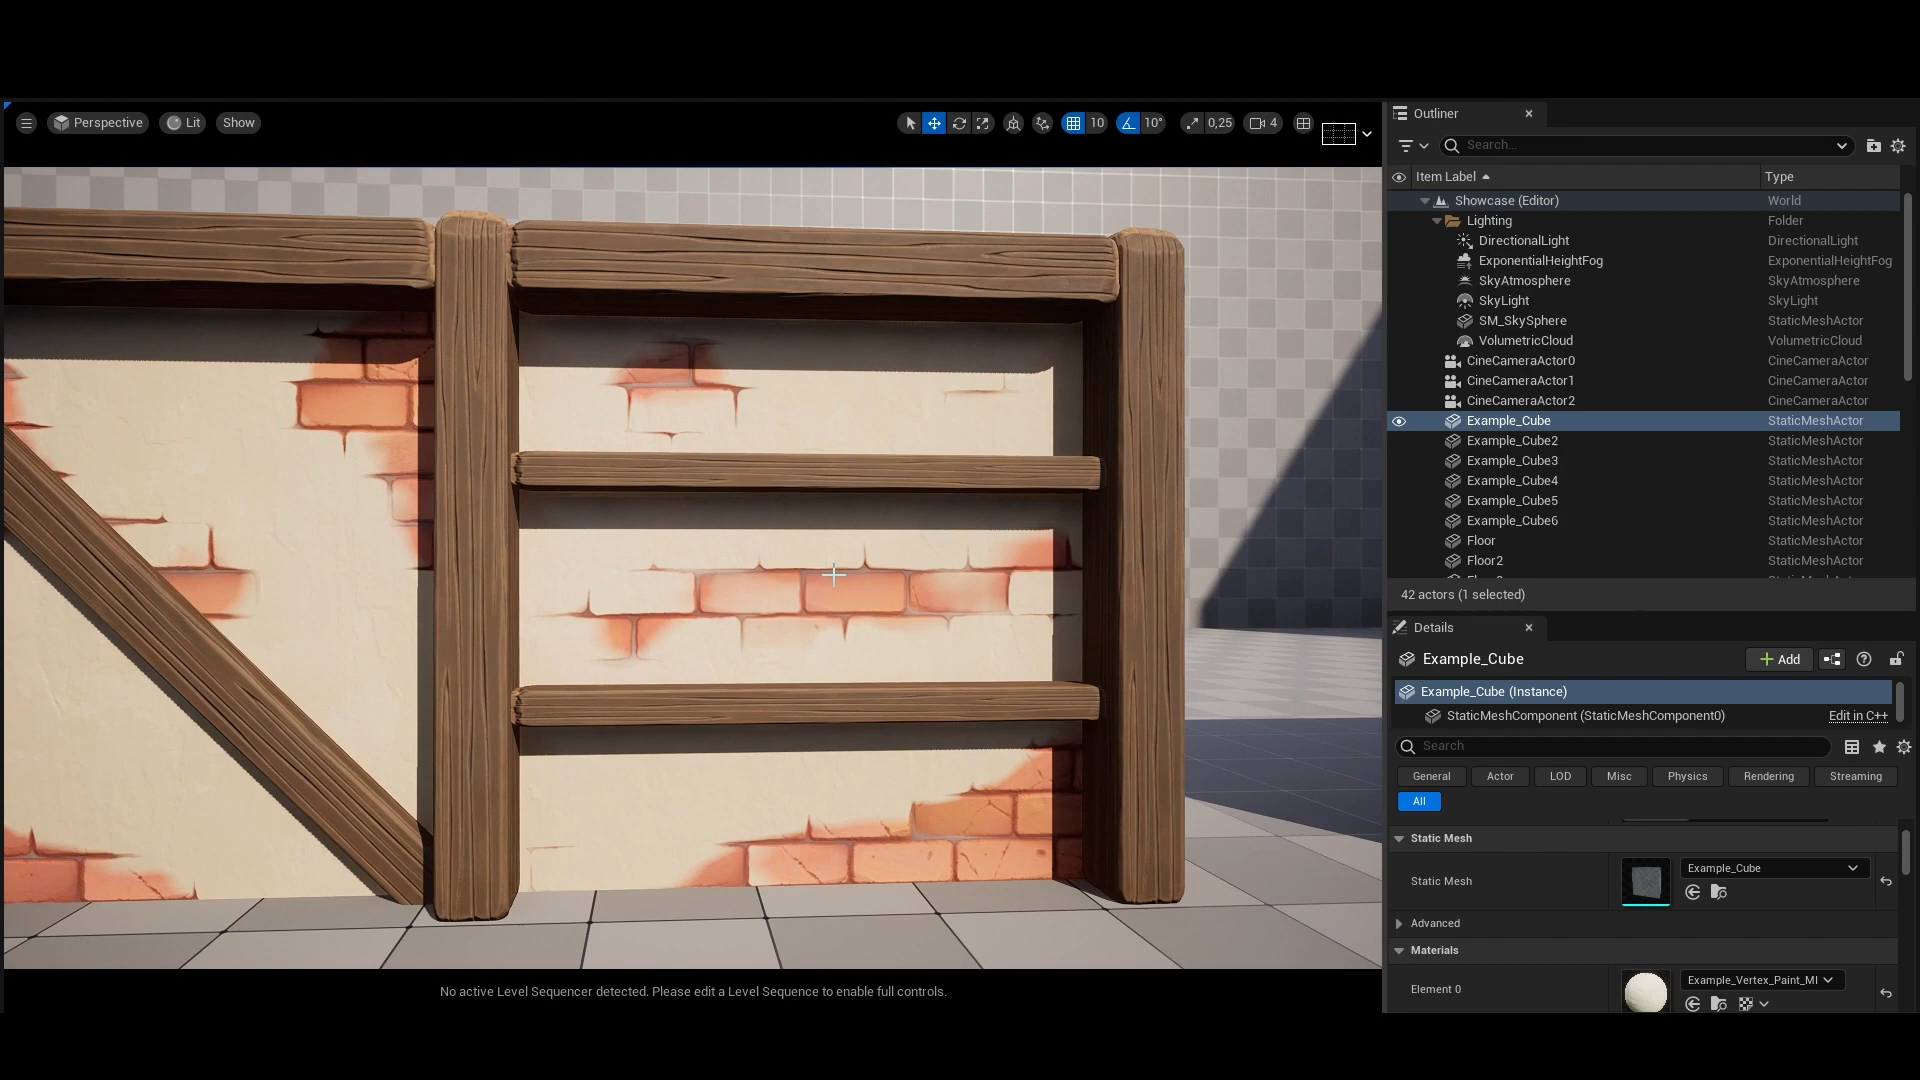 Perspective Lit Show 10 10° 0,25 4
Outliner
Search...
Item Label Type
Showcase (Editor) World
Lighting Folder
DirectionalLight DirectionalLight
ExponentialHeightFog ExponentialHeightFog
SkyAtmosphere SkyAtmosphere
SkyLight SkyLight
SM_SkySphere StaticMeshActor
VolumetricCloud VolumetricCloud
CineCameraActor0 CineCameraActor
CineCameraActor1 CineCameraActor
CineCameraActor2 CineCameraActor
Example_Cube StaticMeshActor
Example_Cube2 StaticMeshActor
Example_Cube3 StaticMeshActor
Example_Cube4 StaticMeshActor
Example_Cube5 StaticMeshActor
Example_Cube6 StaticMeshActor
Floor StaticMeshActor
Floor2 StaticMeshActor
42 actors (1 selected)
Details
Example_Cube Add
Example_Cube (Instance)
StaticMeshComponent (StaticMeshComponent0) Edit in C++
Search
General Actor LOD Misc Physics Rendering Streaming
All
Static Mesh
Static Mesh Example_Cube
Advanced
Materials
Element 0 Example_Vertex_Paint_MI
No active Level Sequencer detected. Please edit a Level Sequence to enable full controls.